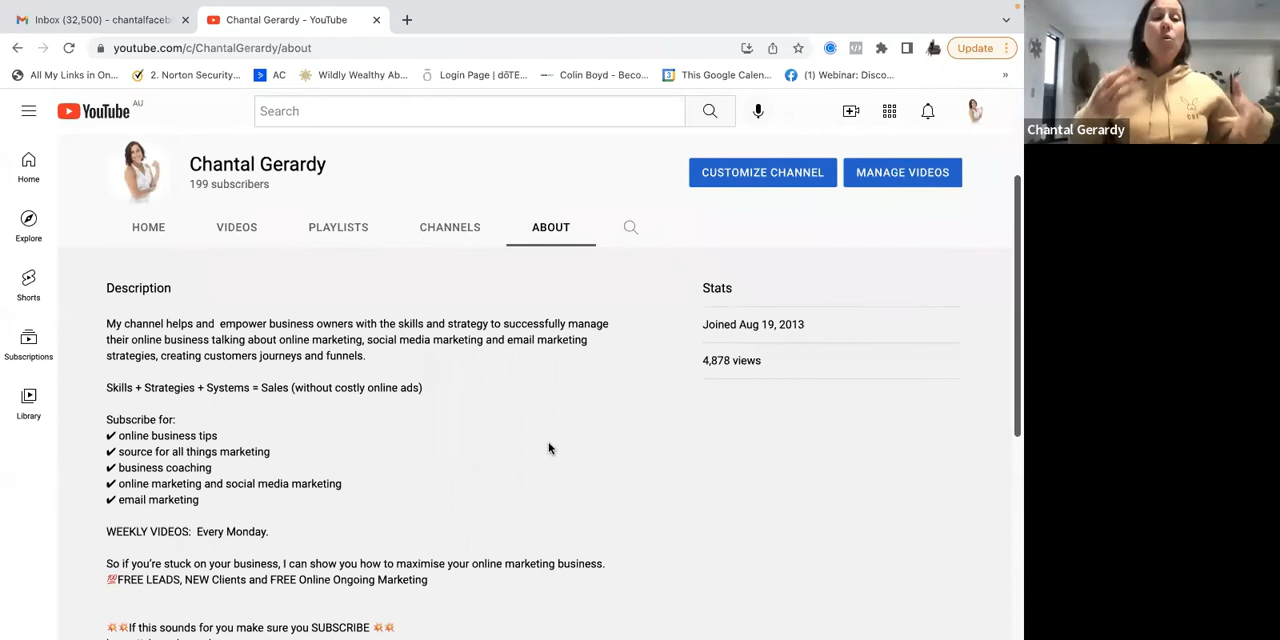 Inbox (32,500) - chantalfaceb
Chantal Gerardy - YouTube
youtube.com/c/ChantalGerardy/about
Update
All My Links in On...
2. Norton Security...
AC
Wildly Wealthy Ab...
Login Page | dōTE...
Colin Boyd - Beco...
This Google Calen...
(1) Webinar: Disco...
»
YouTube AU
Search
Home
Explore
Shorts
Subscriptions
Library
Chantal Gerardy
199 subscribers
CUSTOMIZE CHANNEL
MANAGE VIDEOS
HOME VIDEOS PLAYLISTS CHANNELS ABOUT
Description
My channel helps and empower business owners with the skills and strategy to successfully manage
their online business talking about online marketing, social media marketing and email marketing
strategies, creating customers journeys and funnels.
Skills + Strategies + Systems = Sales (without costly online ads)
Subscribe for:
✔ online business tips
✔ source for all things marketing
✔ business coaching
✔ online marketing and social media marketing
✔ email marketing
WEEKLY VIDEOS: Every Monday.
So if you're stuck on your business, I can show you how to maximise your online marketing business.
💯FREE LEADS, NEW Clients and FREE Online Ongoing Marketing
💥💥If this sounds for you make sure you SUBSCRIBE 💥💥
Stats
Joined Aug 19, 2013
4,878 views
Chantal Gerardy